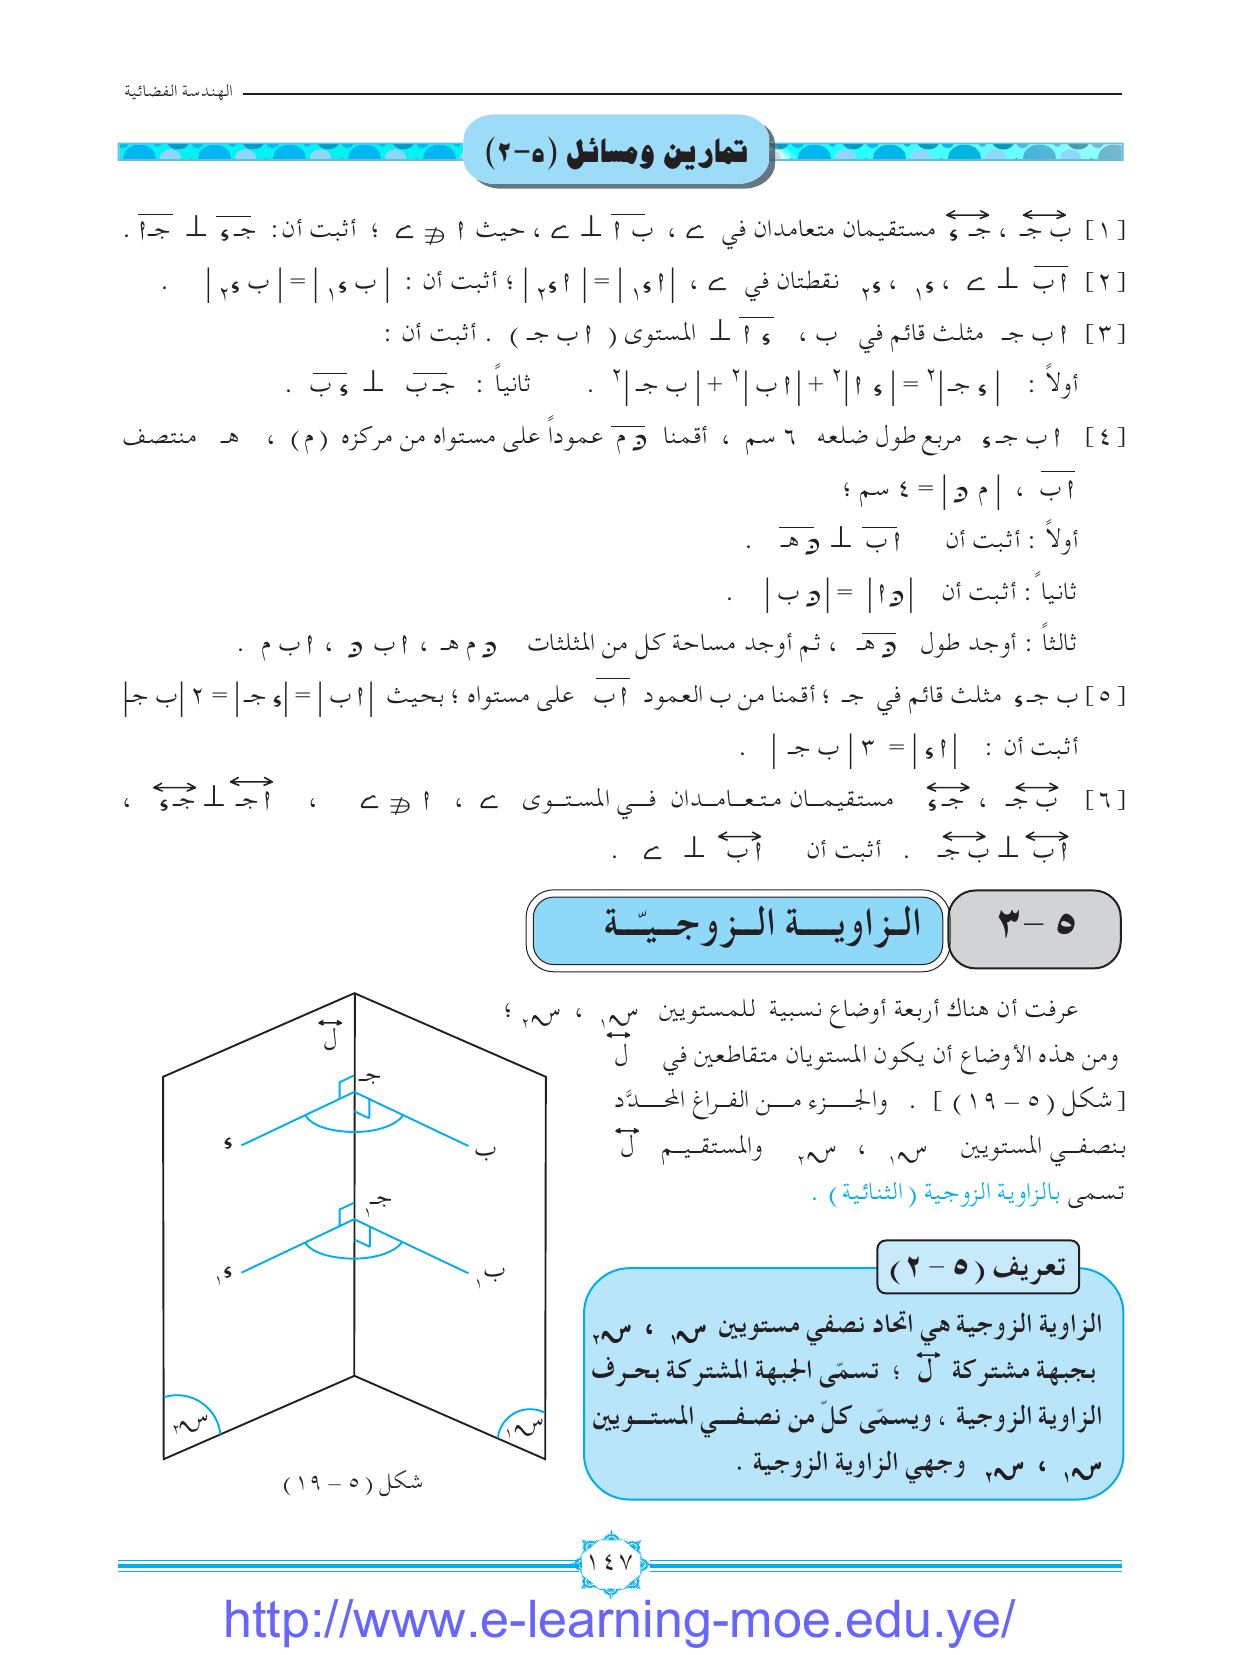 الهندسة الفضائية
تمارين ومسائل (٥-٢)
[١] ب جـ ، جـ ء مستقيمان متعامدان في ے ، ب ا ⊥ ے ، حيث ا ∉ ے ؛ أثبت أن : جـ ء ⊥ جـ ا .
[٢] ا ب ⊥ ے ، ء١ ، ء٢ نقطتان في ے ، | ا ء١ | = | ا ء٢ | ؛ أثبت أن : | ب ء١ | = | ب ء٢ | .
[٣] ا ب جـ مثلث قائم في ب ، ء ا ⊥ المستوى ( ا ب جـ ) . أثبت أن :
أولاً : | ء جـ |٢ = | ء ا |٢ + | ا ب |٢ + | ب جـ |٢ . ثانياً : جـ ب ⊥ ء ب .
[٤] ا ب جـ ء مربع طول ضلعه ٦ سم ، أقمنا ن م عموداً على مستواه من مركزه (م) ، هـ منتصف
ا ب ، | م ن | = ٤ سم ؛
أولاً : أثبت أن ا ب ⊥ ن هـ .
ثانياً : أثبت أن | ن ا | = | ن ب | .
ثالثاً : أوجد طول ن هـ ، ثم أوجد مساحة كل من المثلثات ن م هـ ، ا ب ن ، ا ب م .
[٥] ب جـ ء مثلث قائم في جـ ؛ أقمنا من ب العمود ا ب على مستواه ؛ بحيث | ا ب | = | ء جـ | = ٢ | ب جـ |
أثبت أن : | ا ء | = ٣ | ب جـ | .
[٦] ب جـ ، جـ ء مستقيمان متعامدان في المستوى ے ، ا ∉ ے ، ا جـ ⊥ جـ ء ،
ا ب ⊥ ب جـ . أثبت أن ا ب ⊥ ے .
٥ – ٣ الزاوية الزوجيّة
عرفت أن هناك أربعة أوضاع نسبية للمستويين س١ ، س٢ ؛
ومن هذه الأوضاع أن يكون المستويان متقاطعين في ل
[ شكل ( ٥ – ١٩ ) ] . والجزء من الفراغ المحدَّد
بنصفي المستويين س١ ، س٢ والمستقيم ل
تسمى بالزاوية الزوجية ( الثنائية ) .
ل
جـ
ء
ب
جـ١
ء١
ب١
س٢
س١
شكل ( ٥ – ١٩ )
تعريف ( ٥ – ٢ )
الزاوية الزوجية هي اتحاد نصفي مستويين س١ ، س٢
بجبهة مشتركة ل ؛ تسمّى الجبهة المشتركة بحرف
الزاوية الزوجية ، ويسمّى كلّ من نصفي المستويين
س١ ، س٢ وجهي الزاوية الزوجية .
١٤٧
http://www.e-learning-moe.edu.ye/